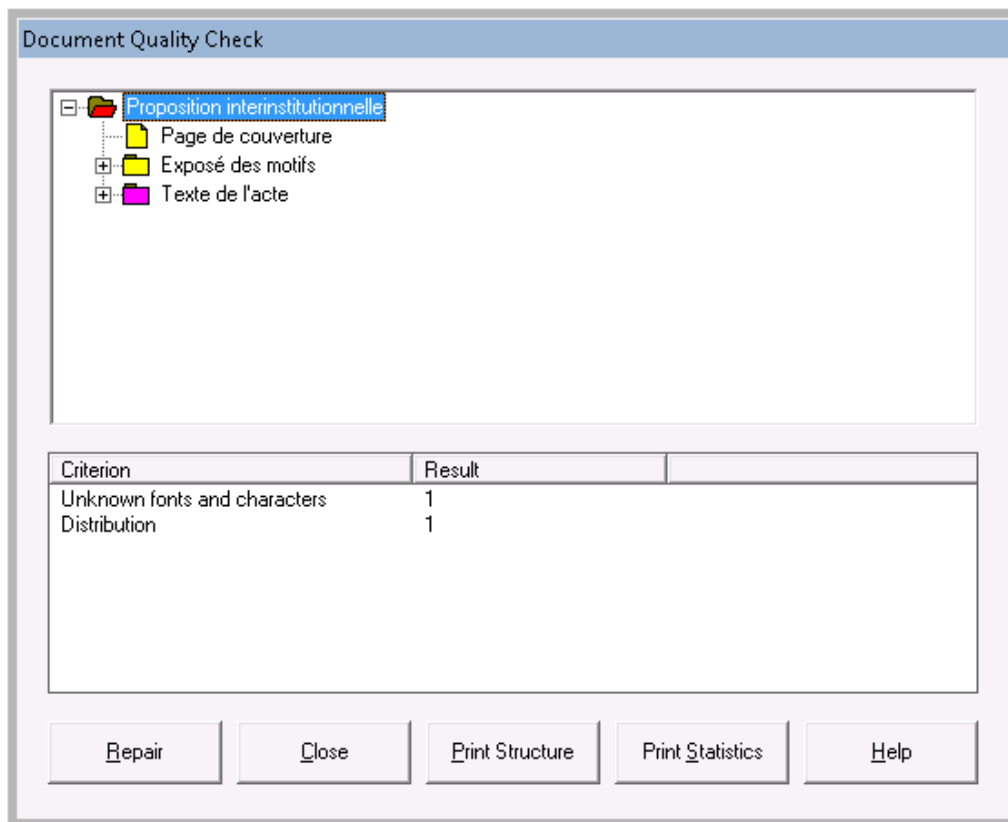 Document Quality Check
Proposition interinstitutionnelle
Page de couverture
Exposé des motifs
Texte de l'acte
Criterion Result
Unknown fonts and characters 1
Distribution 1
Repair Close Print Structure Print Statistics Help